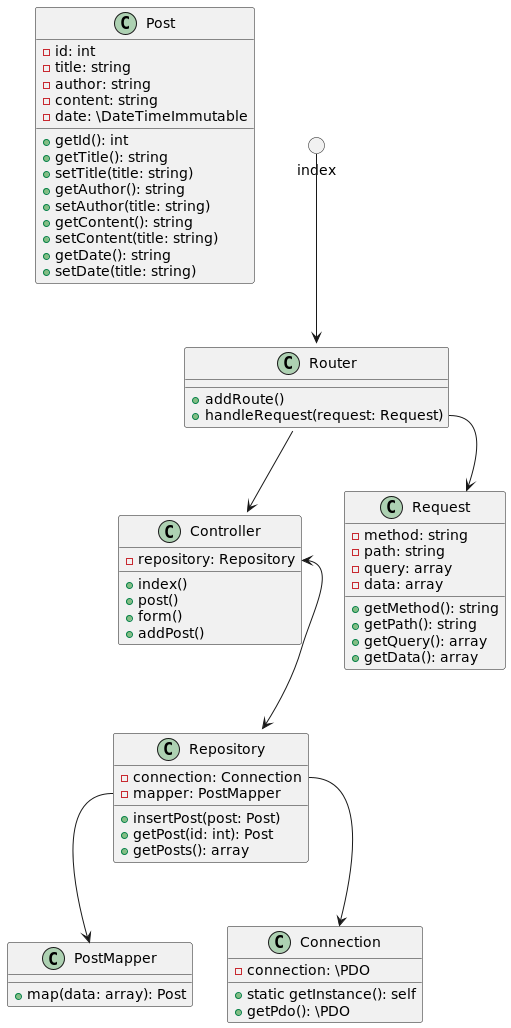 C Post
id: int
title: string
author: string
content: string
date: \DateTimeImmutable
getId(): int
getTitle(): string
setTitle(title: string)
getAuthor(): string
setAuthor(title: string)
getContent(): string
setContent(title: string)
getDate(): string
setDate(title: string)
index
C Router
addRoute()
handleRequest(request: Request)
C Controller
repository: Repository
index()
post()
form()
addPost()
C Request
method: string
path: string
query: array
data: array
getMethod(): string
getPath(): string
getQuery(): array
getData(): array
C Repository
connection: Connection
mapper: PostMapper
insertPost(post: Post)
getPost(id: int): Post
getPosts(): array
C PostMapper
map(data: array): Post
C Connection
connection: \PDO
static getInstance(): self
getPdo(): \PDO